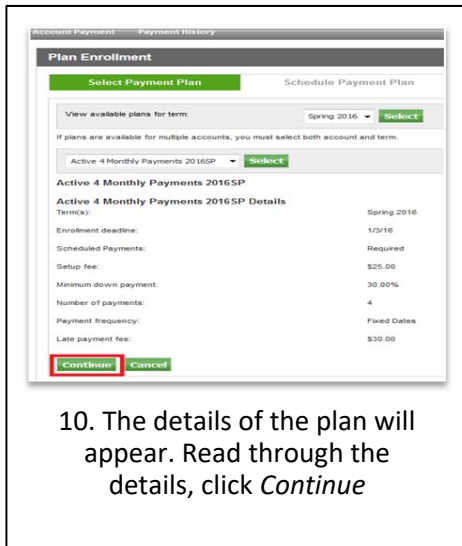 Account Payment Payment History
Plan Enrollment
Select Payment Plan Schedule Payment Plan
View available plans for term: Spring 2016 Select
If plans are available for multiple accounts, you must select both account and term.
Active 4 Monthly Payments 2016SP Select
Active 4 Monthly Payments 2016SP
Active 4 Monthly Payments 2016SP Details
Term(s): Spring 2016
Enrollment deadline: 1/3/16
Scheduled Payments: Required
Setup fee: $25.00
Minimum down payment: 30.00%
Number of payments: 4
Payment frequency: Fixed Dates
Late payment fee: $30.00
Continue Cancel
10. The details of the plan will
appear. Read through the
details, click Continue